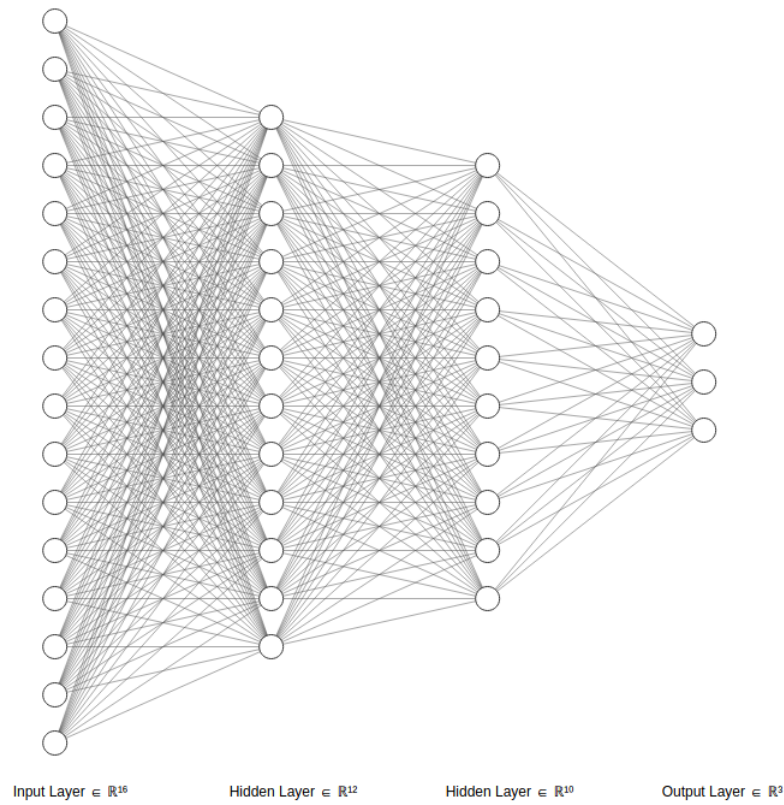 Input Layer ∈ ℝ¹⁶
Hidden Layer ∈ ℝ¹²
Hidden Layer ∈ ℝ¹⁰
Output Layer ∈ ℝ³